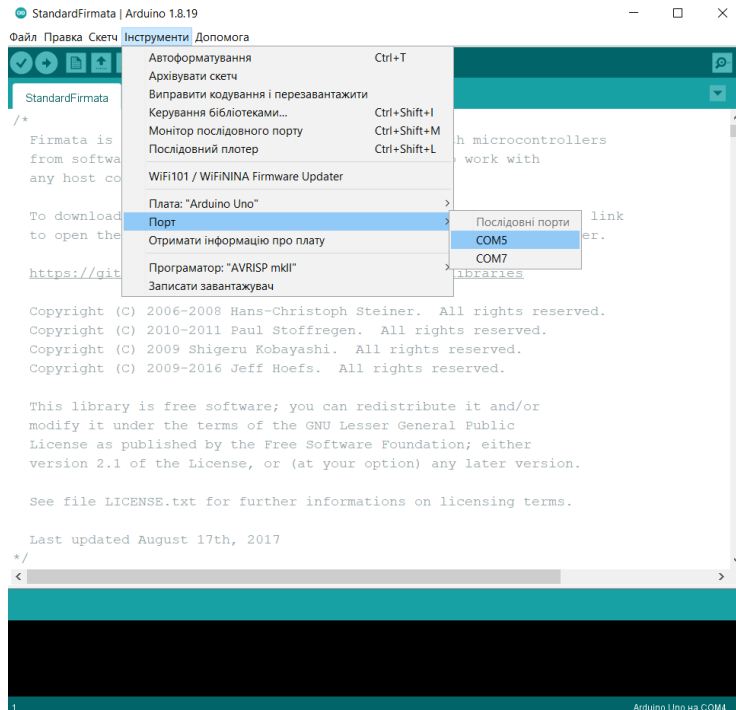 StandardFirmata | Arduino 1.8.19
Файл Правка Скетч Інструменти Допомога
Автоформатування Ctrl+T
Архівувати скетч
Виправити кодування і перезавантажити
Керування бібліотеками... Ctrl+Shift+I
Монітор послідовного порту Ctrl+Shift+M
Послідовний плотер Ctrl+Shift+L
WiFi101 / WiFiNINA Firmware Updater
Плата: "Arduino Uno"
Порт
Отримати інформацію про плату
Програматор: "AVRISP mkII"
Записати завантажувач
Послідовні порти
COM5
COM7
StandardFirmata
/*
Firmata is microcontrollers
from work with
any host
To download link
to open the
https://git
Copyright (C) 2006-2008 Hans-Christoph Steiner. All rights reserved.
Copyright (C) 2010-2011 Paul Stoffregen. All rights reserved.
Copyright (C) 2009 Shigeru Kobayashi. All rights reserved.
Copyright (C) 2009-2016 Jeff Hoefs. All rights reserved.
This library is free software; you can redistribute it and/or
modify it under the terms of the GNU Lesser General Public
License as published by the Free Software Foundation; either
version 2.1 of the License, or (at your option) any later version.
See file LICENSE.txt for further informations on licensing terms.
Last updated August 17th, 2017
*/
1 Arduino Uno на COM4